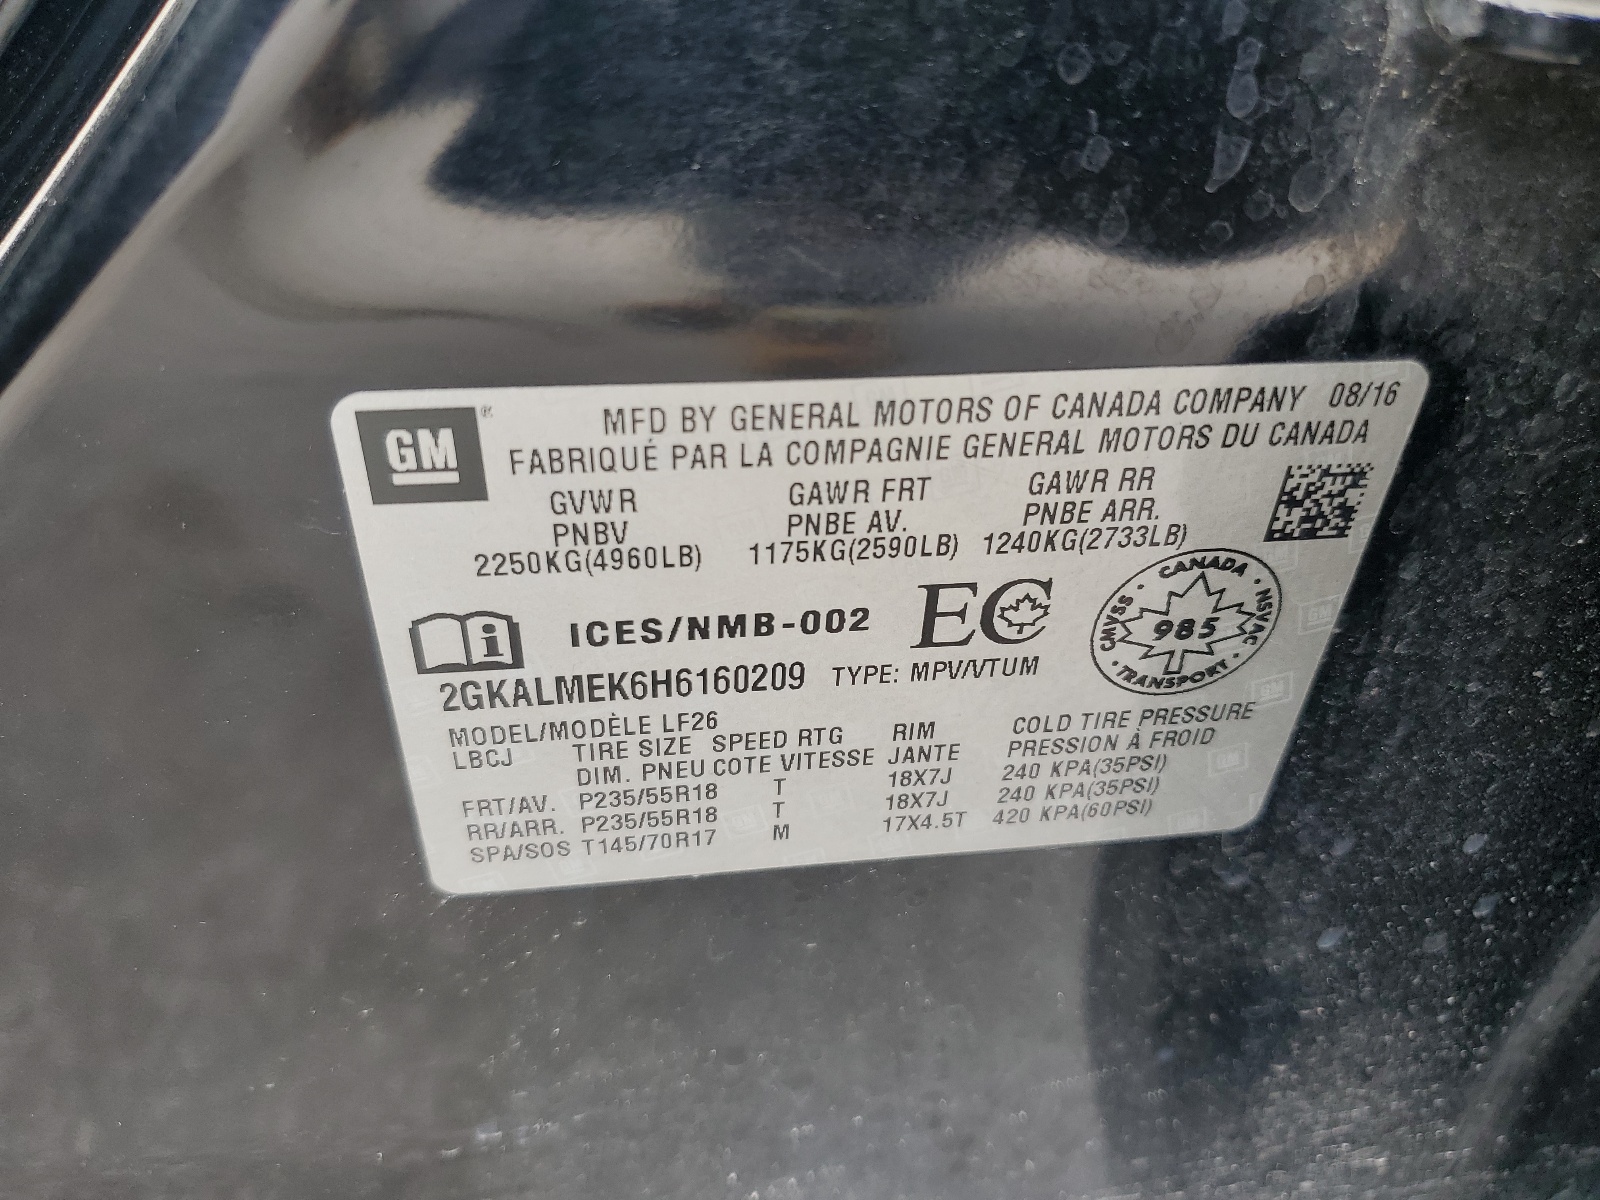 GM ®
MFD BY GENERAL MOTORS OF CANADA COMPANY 08/16
FABRIQUÉ PAR LA COMPAGNIE GENERAL MOTORS DU CANADA
GVWR GAWR FRT GAWR RR
PNBV PNBE AV. PNBE ARR.
2250KG(4960LB) 1175KG(2590LB) 1240KG(2733LB)
ICES/NMB-002 EC
CANADA · NSVAC · TRANSPORT · CMVSS ·
985
2GKALMEK6H6160209 TYPE: MPV/VTUM
MODEL/MODÈLE LF26
LBCJ TIRE SIZE SPEED RTG RIM COLD TIRE PRESSURE
DIM. PNEU COTE VITESSE JANTE PRESSION À FROID
FRT/AV. P235/55R18 T 18X7J 240 KPA(35PSI)
RR/ARR. P235/55R18 T 18X7J 240 KPA(35PSI)
SPA/SOS T145/70R17 M 17X4.5T 420 KPA(60PSI)